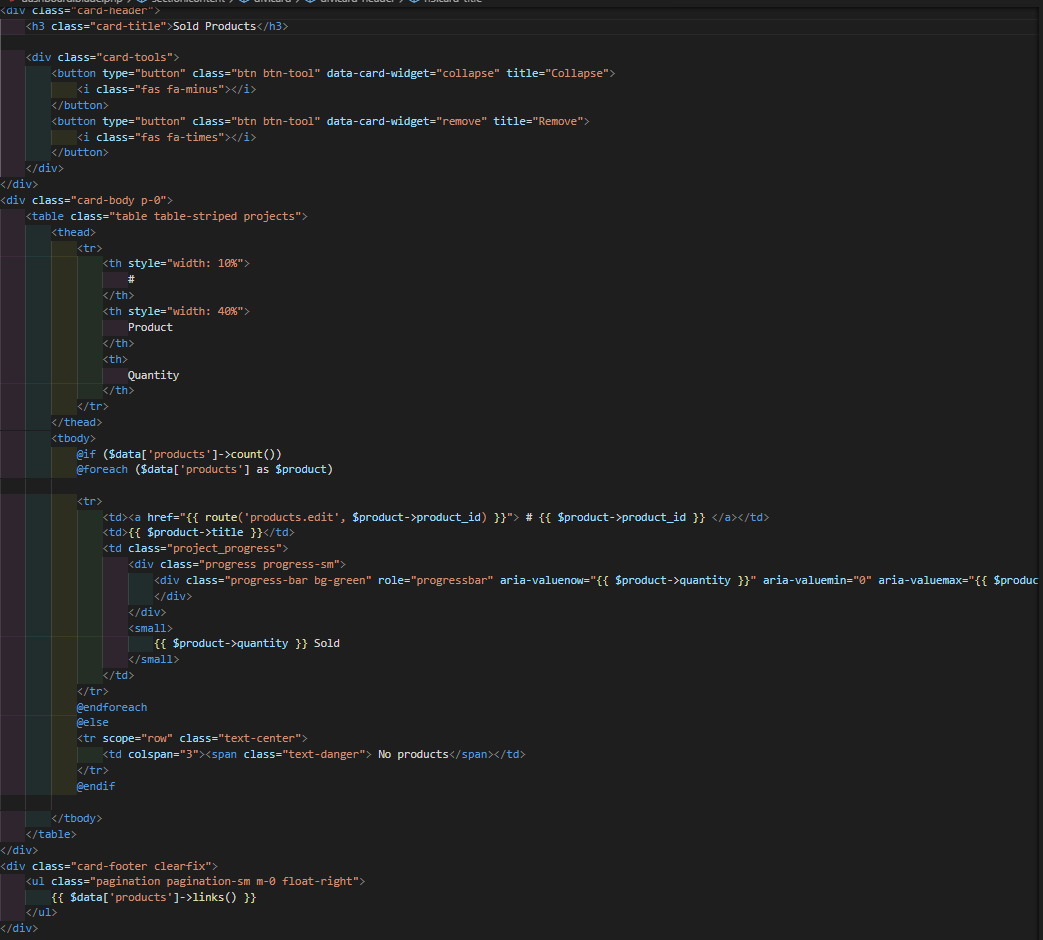 <div class="card-header">
<h3 class="card-title">Sold Products</h3>
<div class="card-tools">
<button type="button" class="btn btn-tool" data-card-widget="collapse" title="Collapse">
<i class="fas fa-minus"></i>
</button>
<button type="button" class="btn btn-tool" data-card-widget="remove" title="Remove">
<i class="fas fa-times"></i>
</button>
</div>
</div>
<div class="card-body p-0">
<table class="table table-striped projects">
<thead>
<tr>
<th style="width: 10%">
#
</th>
<th style="width: 40%">
Product
</th>
<th>
Quantity
</th>
</tr>
</thead>
<tbody>
@if ($data['products']->count())
@foreach ($data['products'] as $product)
<tr>
<td><a href="{{ route('products.edit', $product->product_id) }}"> # {{ $product->product_id }} </a></td>
<td>{{ $product->title }}</td>
<td class="project_progress">
<div class="progress progress-sm">
<div class="progress-bar bg-green" role="progressbar" aria-valuenow="{{ $product->quantity }}" aria-valuemin="0" aria-valuemax="{{ $produc
</div>
</div>
<small>
{{ $product->quantity }} Sold
</small>
</td>
</tr>
@endforeach
@else
<tr scope="row" class="text-center">
<td colspan="3"><span class="text-danger"> No products</span></td>
</tr>
@endif
</tbody>
</table>
</div>
<div class="card-footer clearfix">
<ul class="pagination pagination-sm m-0 float-right">
{{ $data['products']->links() }}
</ul>
</div>